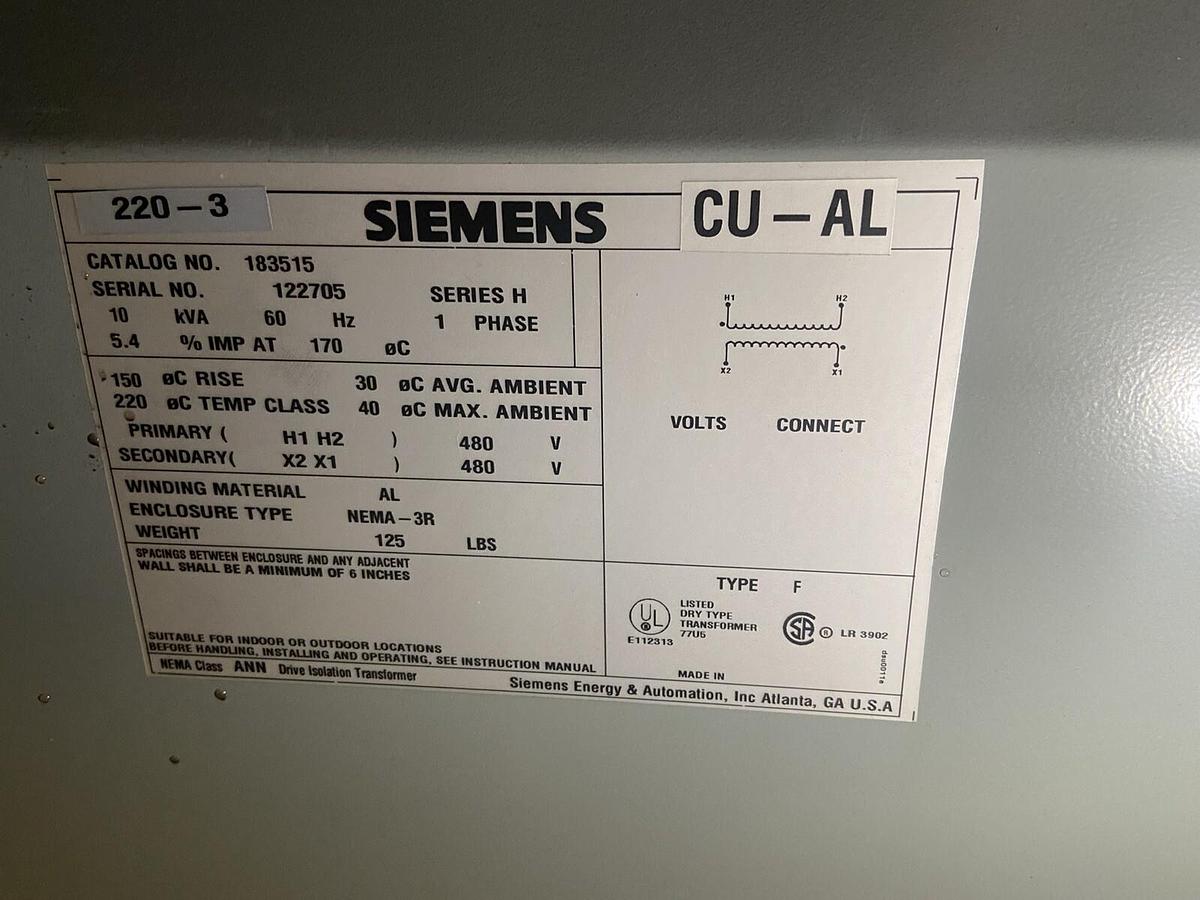 220-3
SIEMENS
CU-AL
CATALOG NO. 183515
SERIAL NO. 122705 SERIES H
10 kVA 60 Hz 1 PHASE
5.4 % IMP AT 170 øC
150 øC RISE 30 øC AVG. AMBIENT
220 øC TEMP CLASS 40 øC MAX. AMBIENT
PRIMARY ( H1 H2 ) 480 V
SECONDARY( X2 X1 ) 480 V
WINDING MATERIAL AL
ENCLOSURE TYPE NEMA-3R
WEIGHT 125 LBS
SPACINGS BETWEEN ENCLOSURE AND ANY ADJACENT
WALL SHALL BE A MINIMUM OF 6 INCHES
SUITABLE FOR INDOOR OR OUTDOOR LOCATIONS
BEFORE HANDLING, INSTALLING AND OPERATING, SEE INSTRUCTION MANUAL
NEMA Class ANN Drive Isolation Transformer
H1 H2
X2 X1
VOLTS CONNECT
TYPE F
UL
®
E112313
LISTED
DRY TYPE
TRANSFORMER
77U5
SA ® LR 3902
dsu0011e
MADE IN
Siemens Energy & Automation, Inc Atlanta, GA U.S.A